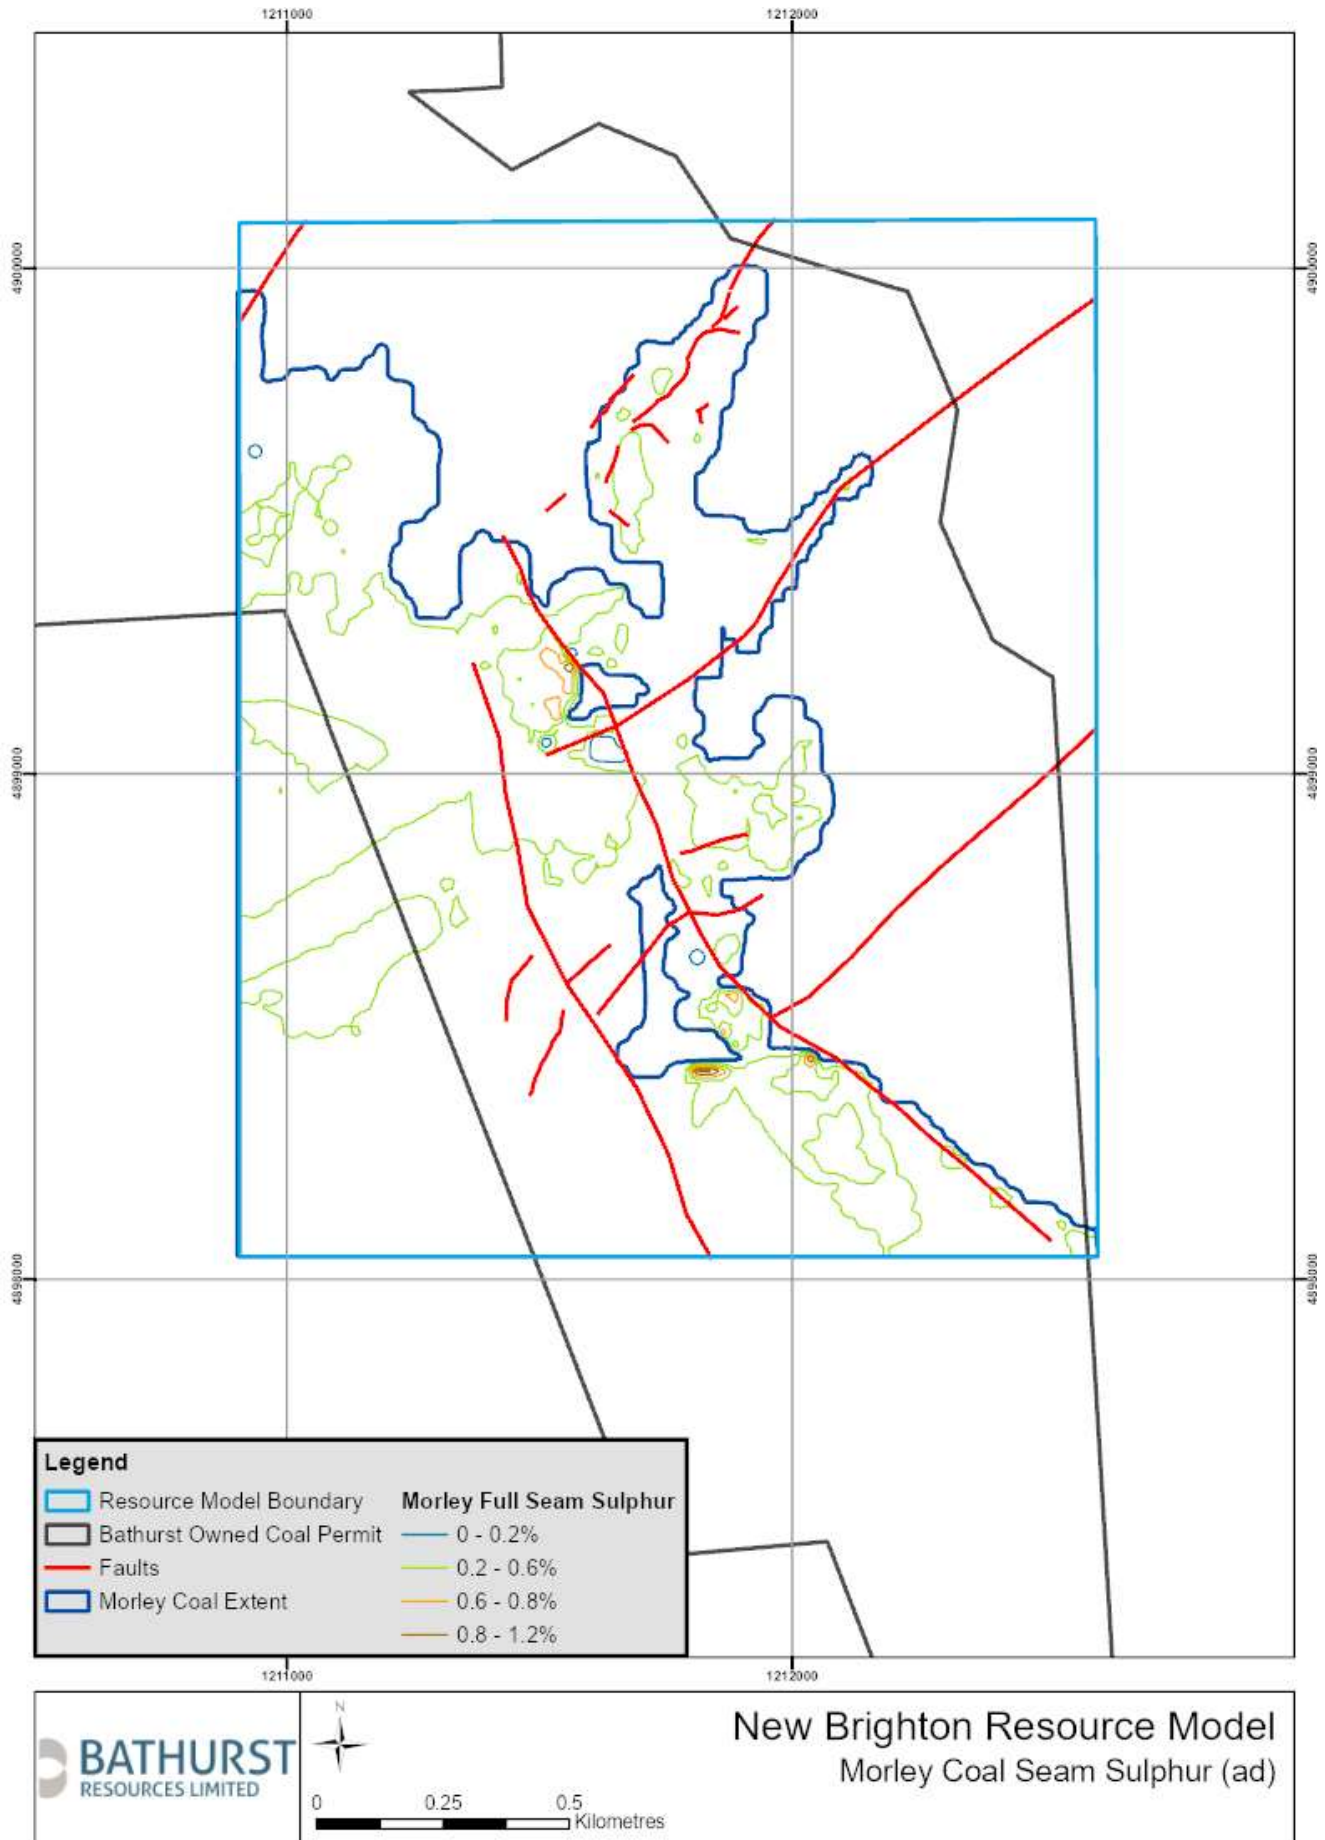 1211000
1212000
4900000
4900000
4899000
4899000
4898000
4898000
Legend
Resource Model Boundary
Bathurst Owned Coal Permit
Faults
Morley Coal Extent
Morley Full Seam Sulphur
0 - 0.2%
0.2 - 0.6%
0.6 - 0.8%
0.8 - 1.2%
1211000
1212000
BATHURST
RESOURCES LIMITED
N
0 0.25 0.5
Kilometres
New Brighton Resource Model
Morley Coal Seam Sulphur (ad)